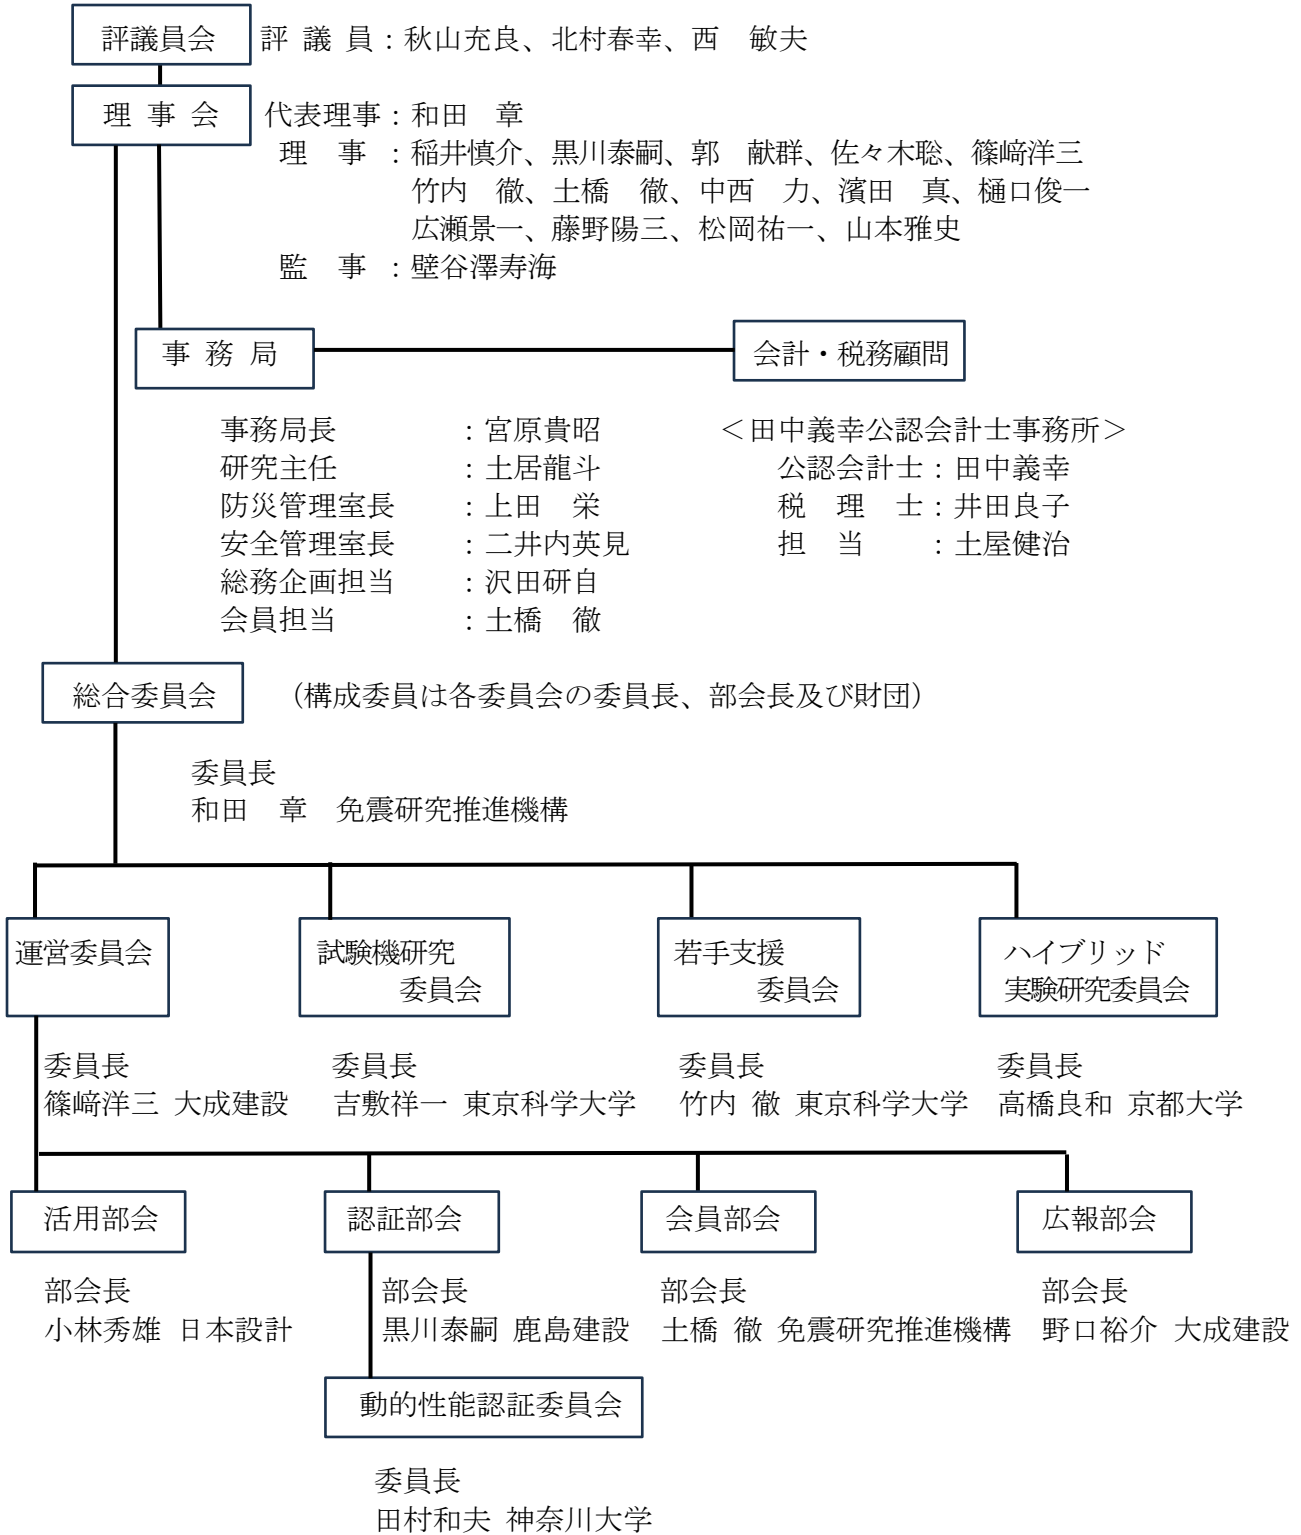 評議員会 評 議 員：秋山充良、北村春幸、西　敏夫
理 事 会 代表理事：和田　章
理　事 ：稲井慎介、黒川泰嗣、郭　献群、佐々木聡、篠﨑洋三
竹内　徹、土橋　徹、中西　力、濱田　真、樋口俊一
広瀬景一、藤野陽三、松岡祐一、山本雅史
監　事 ：壁谷澤寿海
事 務 局 会計・税務顧問
事務局長 ：宮原貴昭 ＜田中義幸公認会計士事務所＞
研究主任 ：土居龍斗 公認会計士：田中義幸
防災管理室長 ：上田　栄 税　理　士：井田良子
安全管理室長 ：二井内英見 担　当 ：土屋健治
総務企画担当 ：沢田研自
会員担当 ：土橋　徹
総合委員会 （構成委員は各委員会の委員長、部会長及び財団）
委員長
和田　章　免震研究推進機構
運営委員会
試験機研究
委員会
若手支援
委員会
ハイブリッド
実験研究委員会
委員長
篠﨑洋三 大成建設
委員長
吉敷祥一 東京科学大学
委員長
竹内 徹 東京科学大学
委員長
高橋良和 京都大学
活用部会
認証部会
会員部会
広報部会
部会長
小林秀雄 日本設計
部会長
黒川泰嗣 鹿島建設
部会長
土橋 徹 免震研究推進機構
部会長
野口裕介 大成建設
動的性能認証委員会
委員長
田村和夫 神奈川大学